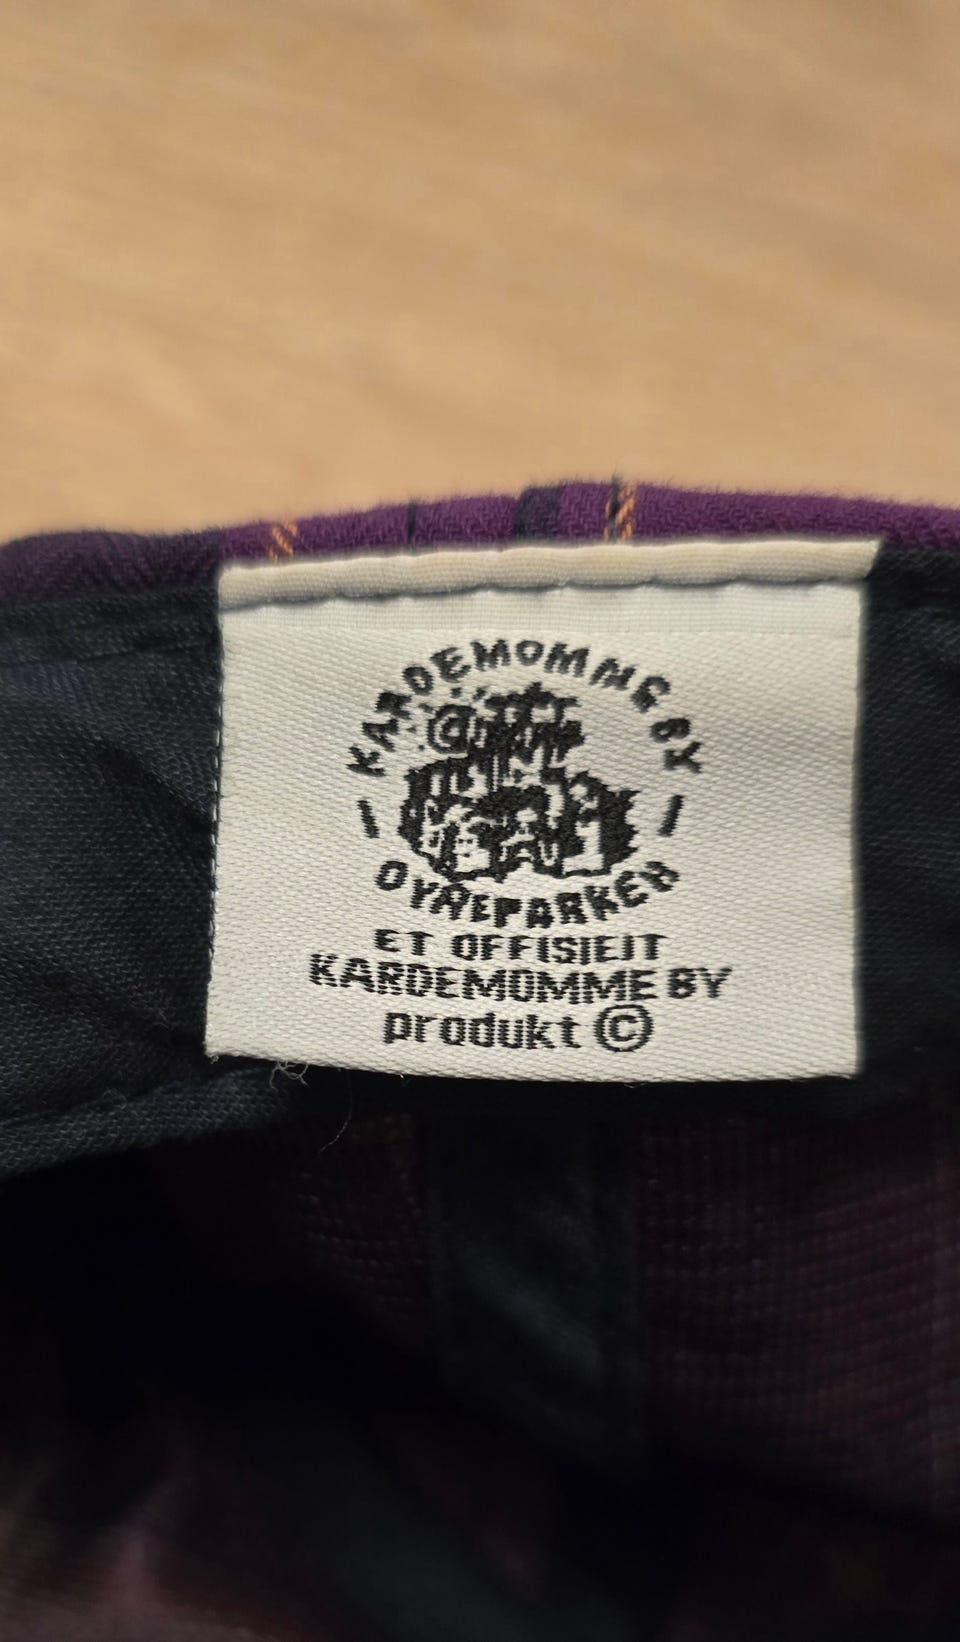 KARDEMOMME BY
DYREPARKEN
ET OFFISIELT
KARDEMOMME BY
produkt ©